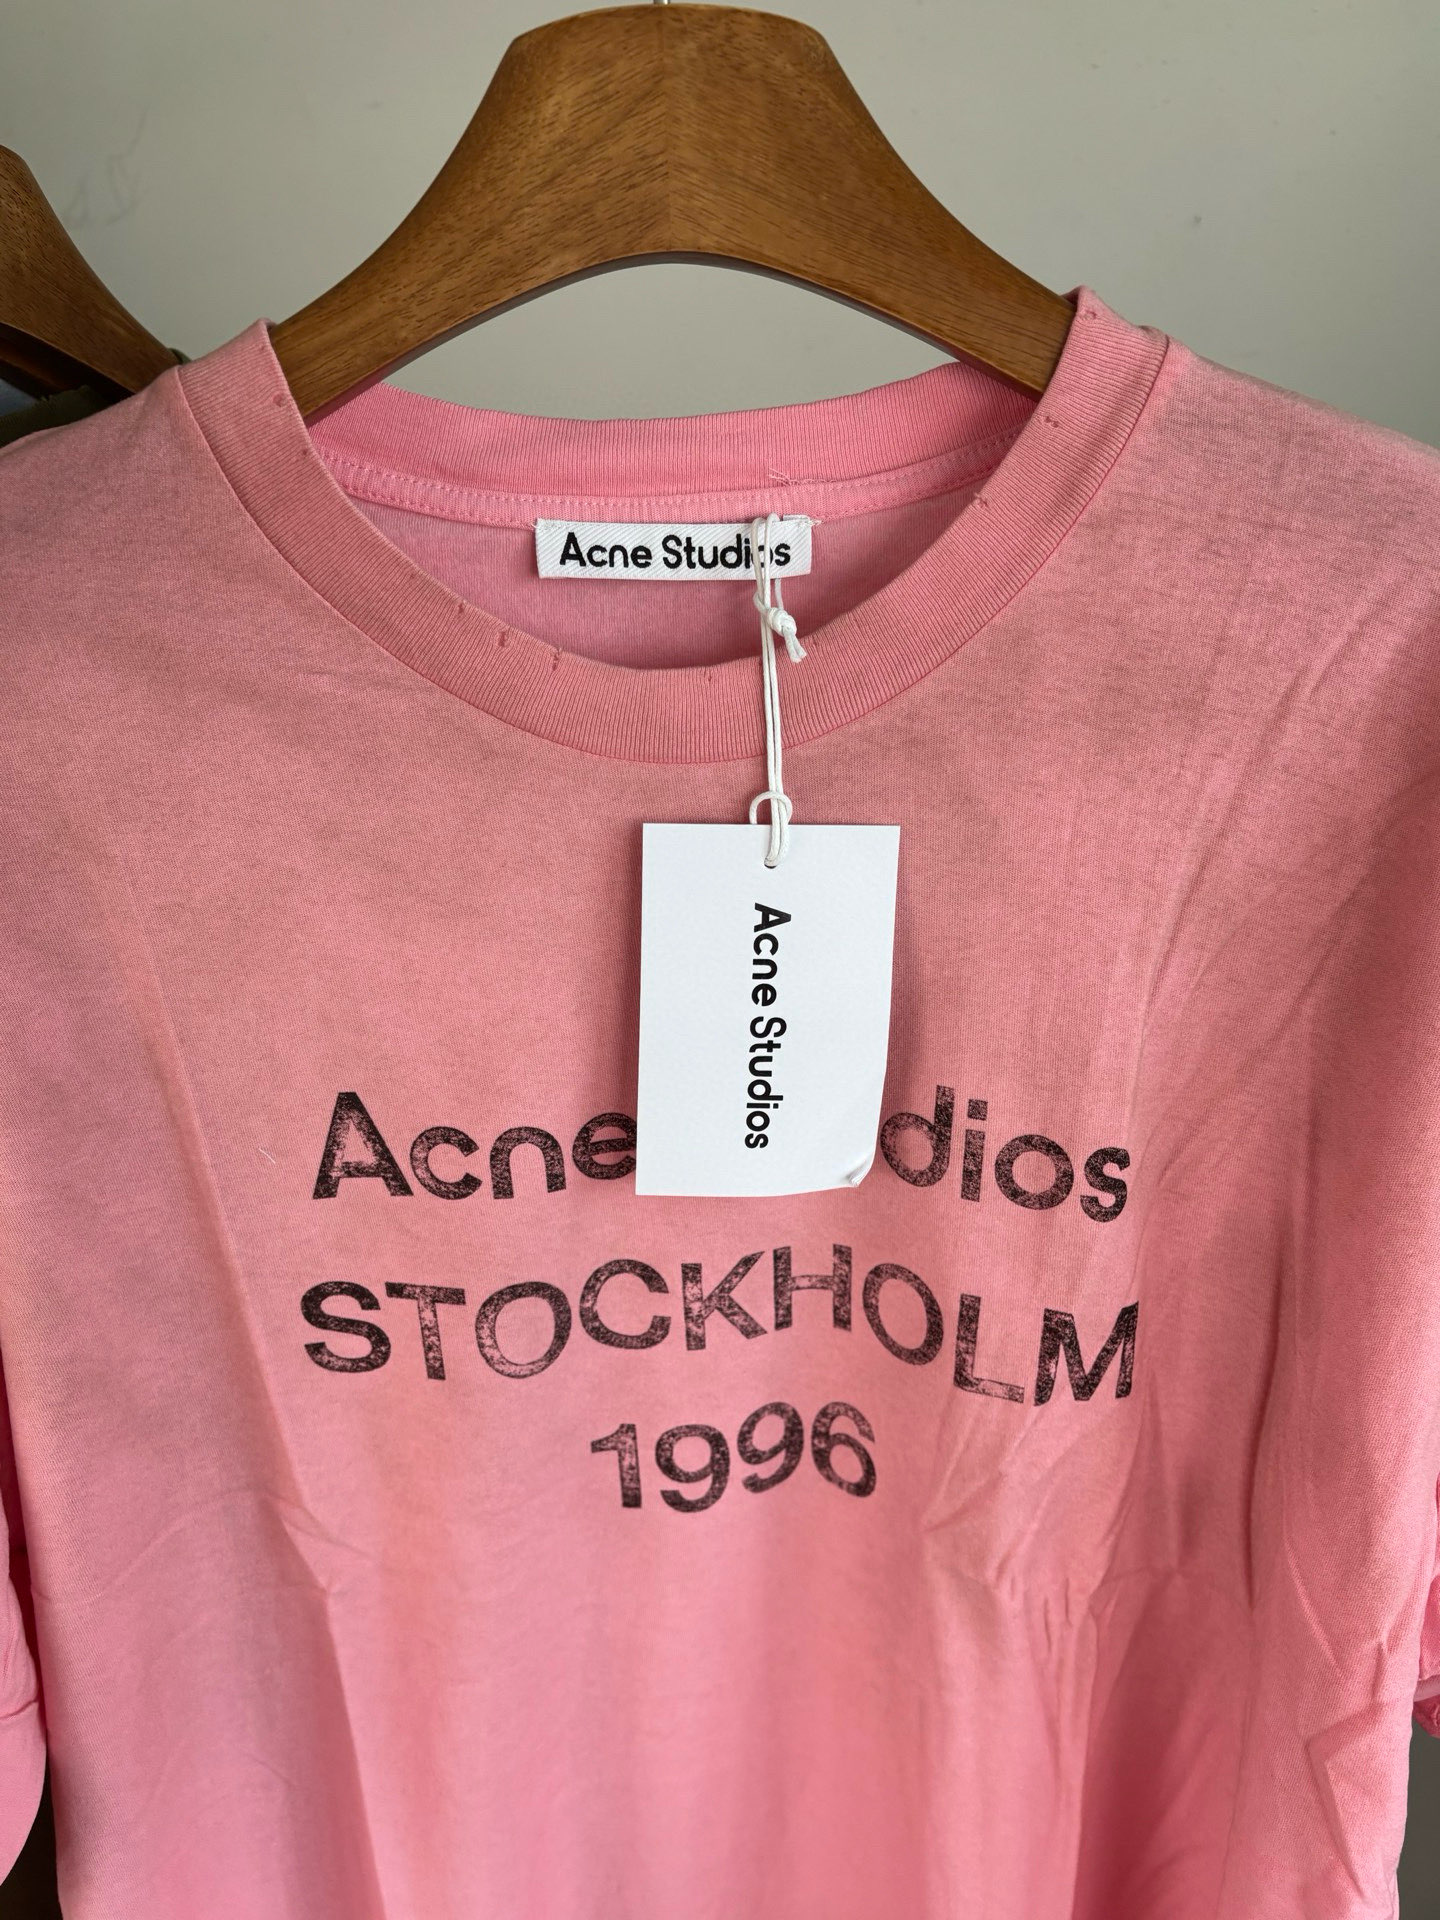 Acne Studios
Acne Studios
Acne dios
STOCKHOLM
1996